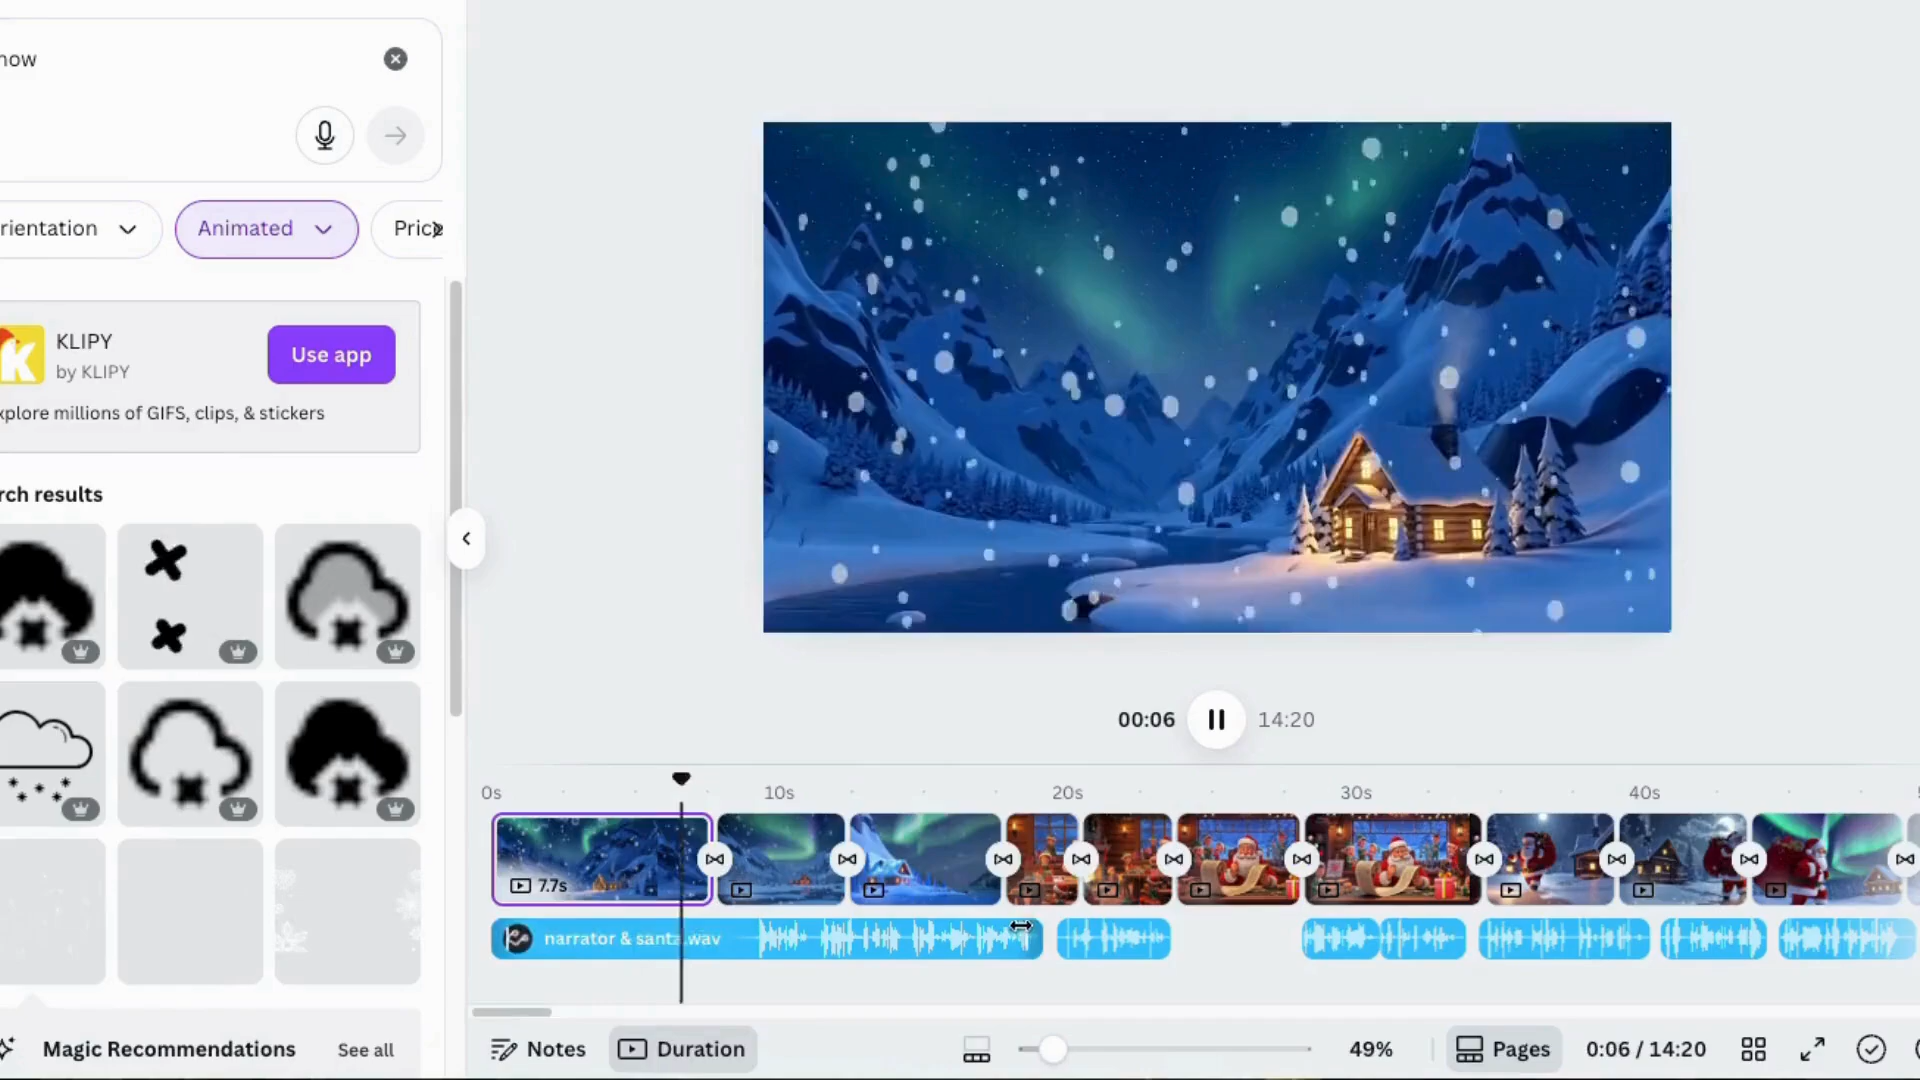 now
rientation
Animated
Price
KLIPY
by KLIPY
Use app
xplore millions of GIFS, clips, & stickers
rch results
Magic Recommendations
See all
00:06
14:20
0s
10s
20s
30s
40s
7.7s
narrator & santa.wav
Notes
Duration
49%
Pages
0:06 / 14:20